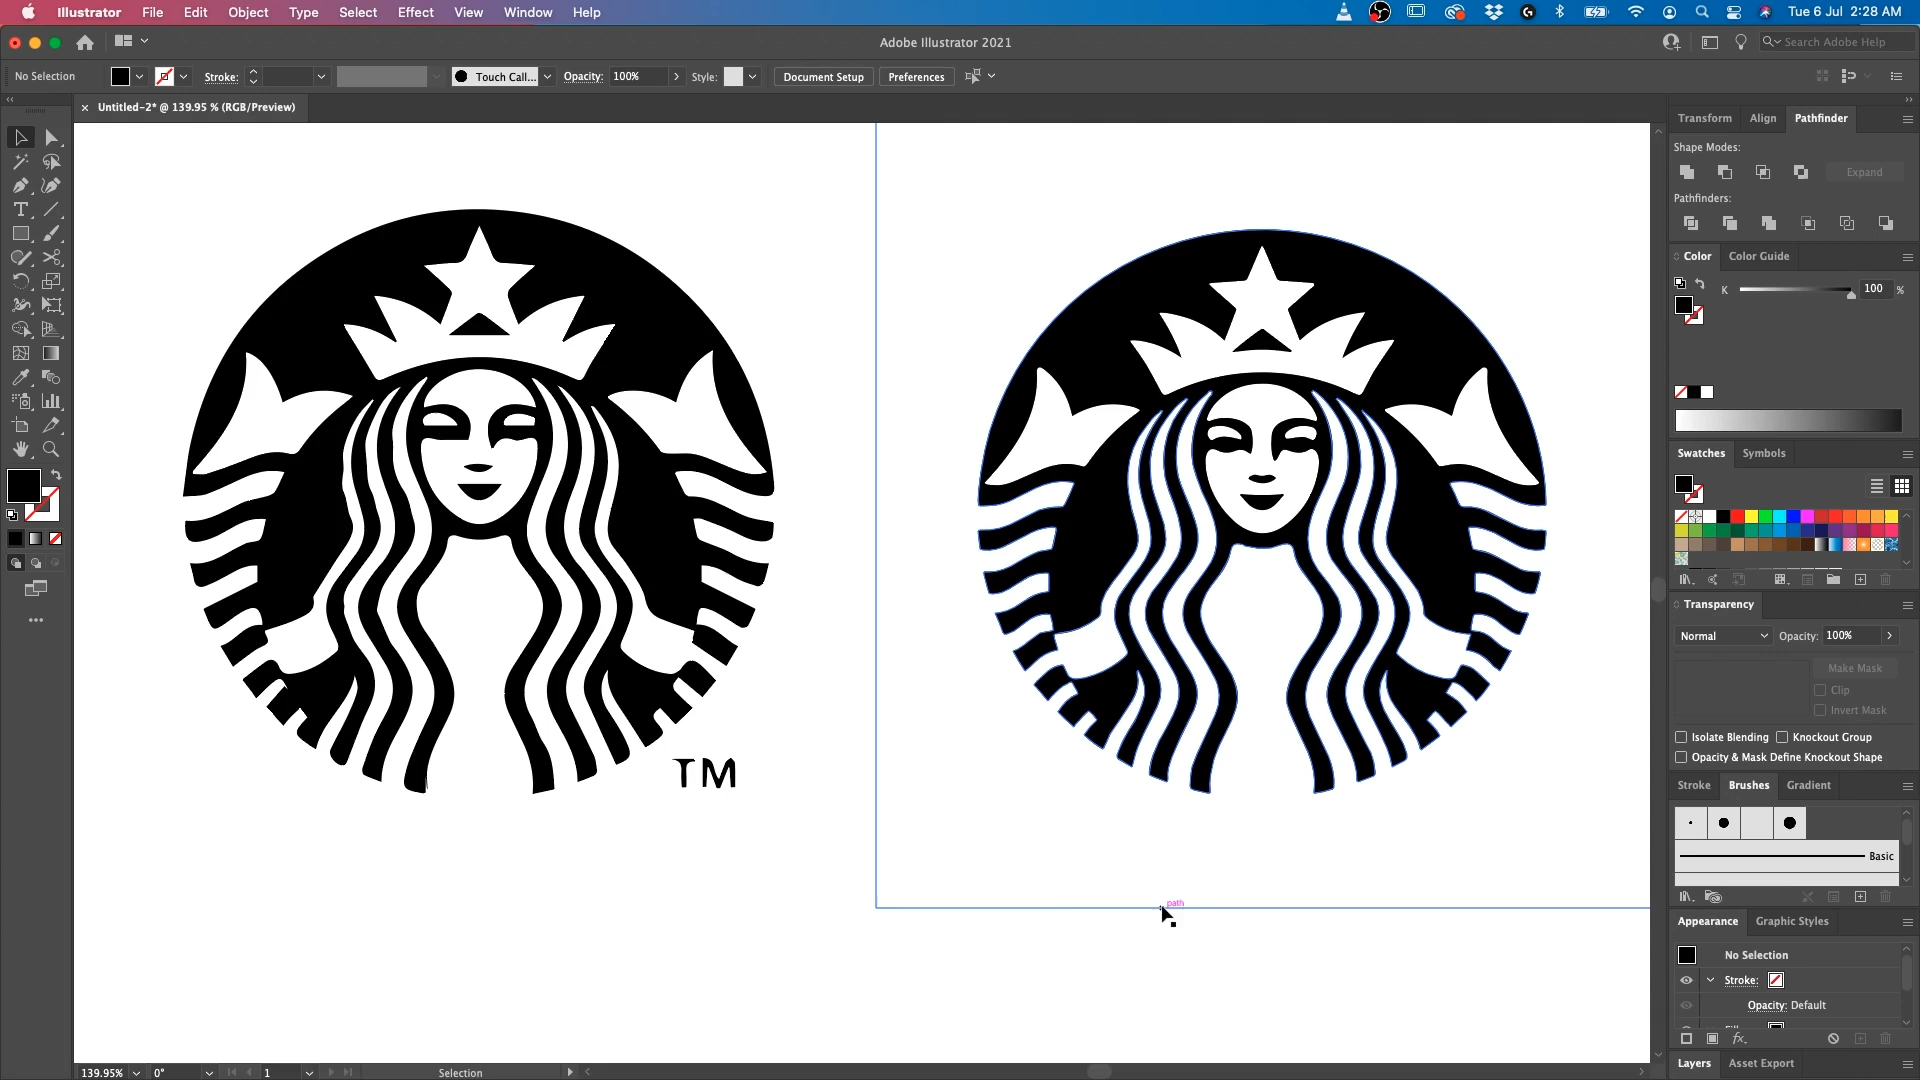 Illustrator File Edit Object Type Select Effect View Window Help Tue 6 Jul 2:28 AM
Adobe Illustrator 2021 Search Adobe Help
No Selection Stroke: Touch Call... Opacity: 100% Style: Document Setup Preferences
× Untitled-2* @ 139.95 % (RGB/Preview)
Transform Align Pathfinder
Shape Modes:
Expand
Pathfinders:
Color Color Guide
K 100 %
Swatches Symbols
Transparency
Normal Opacity: 100%
Make Mask
Clip
Invert Mask
Isolate Blending Knockout Group
Opacity & Mask Define Knockout Shape
TM
Stroke Brushes Gradient
Basic
path
Appearance Graphic Styles
No Selection
Stroke:
Opacity: Default
fx
Layers Asset Export
139.95% 0° 1 Selection